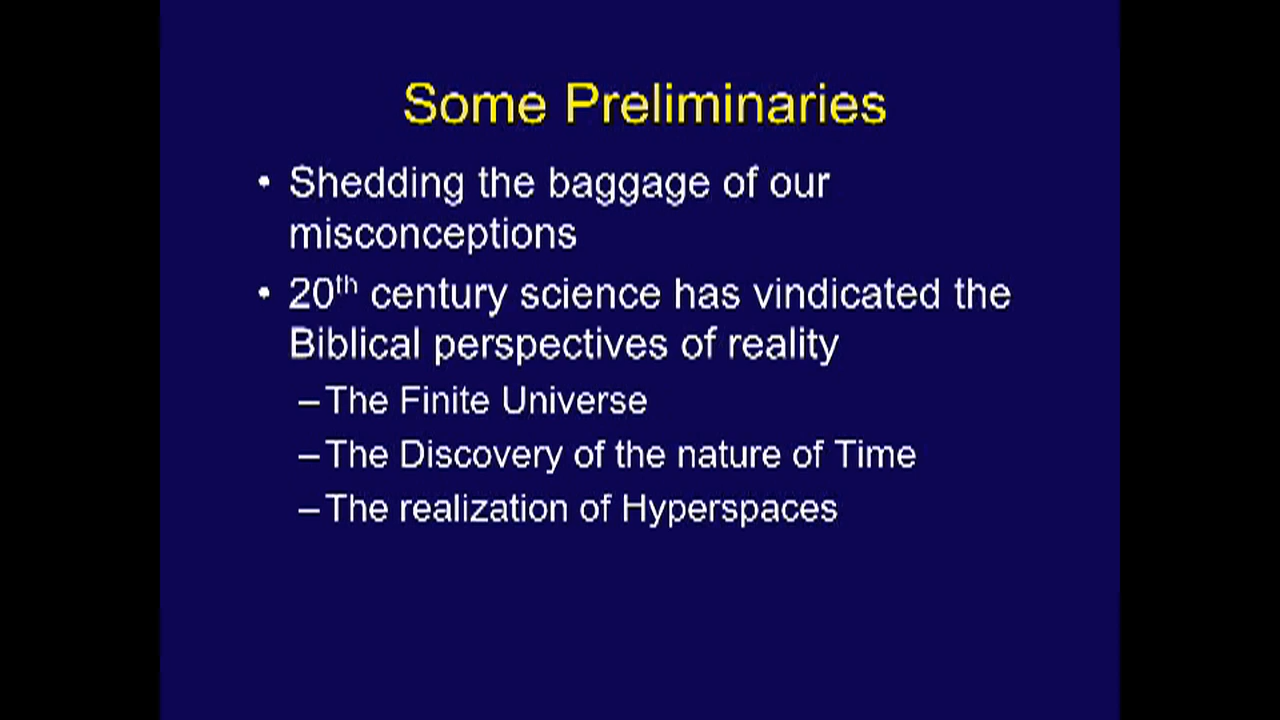 Some Preliminaries
• Shedding the baggage of our
misconceptions
• 20th century science has vindicated the
Biblical perspectives of reality
–The Finite Universe
–The Discovery of the nature of Time
–The realization of Hyperspaces